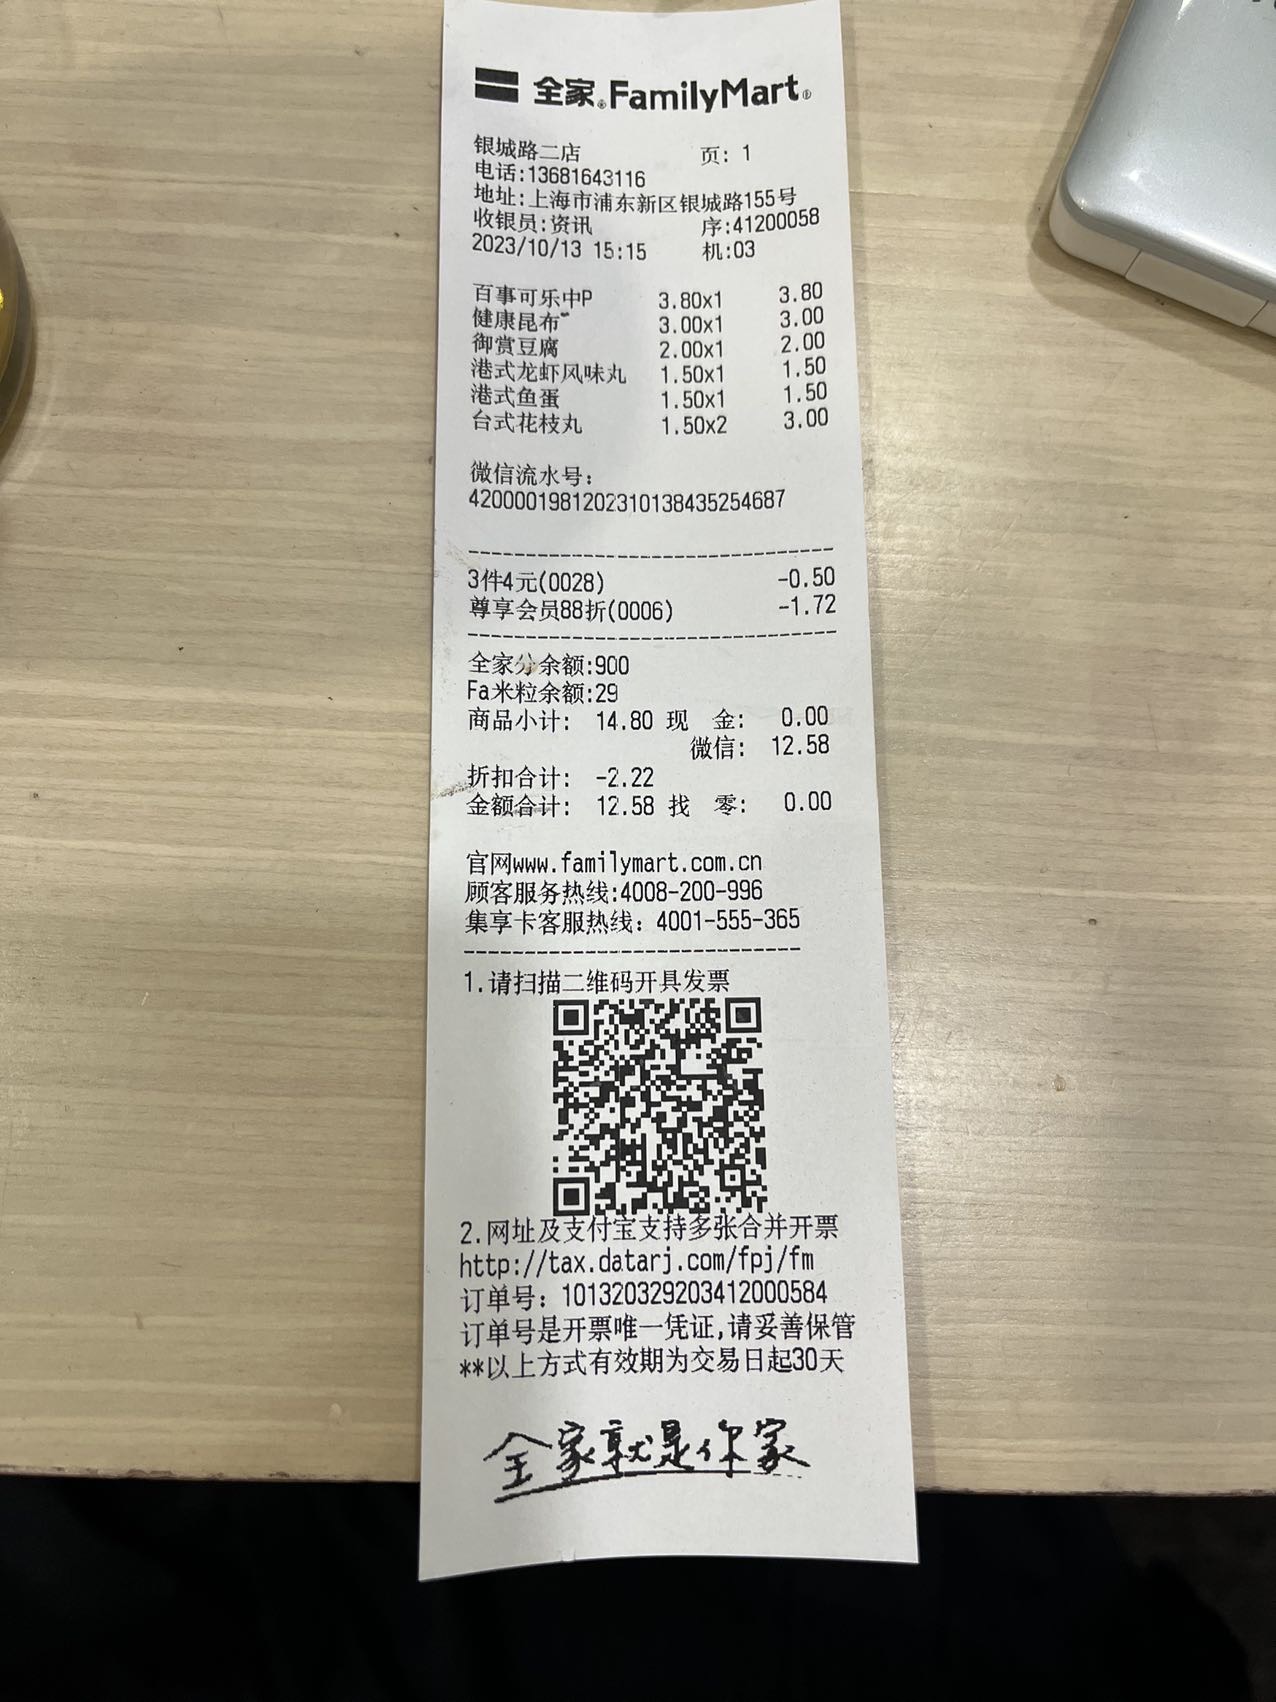 全家 FamilyMart
银城路二店 页: 1
电话:13681643116
地址:上海市浦东新区银城路155号
收银员:资讯 序:41200058
2023/10/13 15:15 机:03
百事可乐中P 3.80x1 3.80
健康昆布 3.00x1 3.00
御赏豆腐 2.00x1 2.00
港式龙虾风味丸 1.50x1 1.50
港式鱼蛋 1.50x1 1.50
台式花枝丸 1.50x2 3.00
微信流水号:
4200001981202310138435254687
3件4元(0028) -0.50
尊享会员88折(0006) -1.72
全家分余额:900
Fa米粒余额:29
商品小计: 14.80 现 金: 0.00
微信: 12.58
折扣合计: -2.22
金额合计: 12.58 找 零: 0.00
官网www.familymart.com.cn
顾客服务热线:4008-200-996
集享卡客服热线: 4001-555-365
1.请扫描二维码开具发票
2.网址及支付宝支持多张合并开票
http://tax.datarj.com/fpj/fm
订单号: 101320329203412000584
订单号是开票唯一凭证,请妥善保管
**以上方式有效期为交易日起30天
全家就是你家